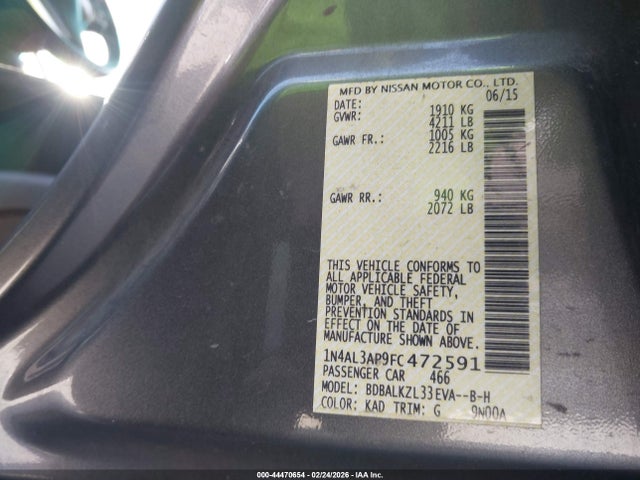 MFD BY NISSAN MOTOR CO., LTD.
DATE: 06/15
GVWR: 1910 KG
4211 LB
GAWR FR.: 1005 KG
2216 LB
GAWR RR.: 940 KG
2072 LB
THIS VEHICLE CONFORMS TO
ALL APPLICABLE FEDERAL
MOTOR VEHICLE SAFETY,
BUMPER, AND THEFT
PREVENTION STANDARDS IN
EFFECT ON THE DATE OF
MANUFACTURE SHOWN ABOVE.
1N4AL3AP9FC472591
PASSENGER CAR 466
MODEL: BDBALKZL33EVA--B-H
COLOR: KAD TRIM: G 9N00A
000-44470654 - 02/24/2026 - IAA Inc.